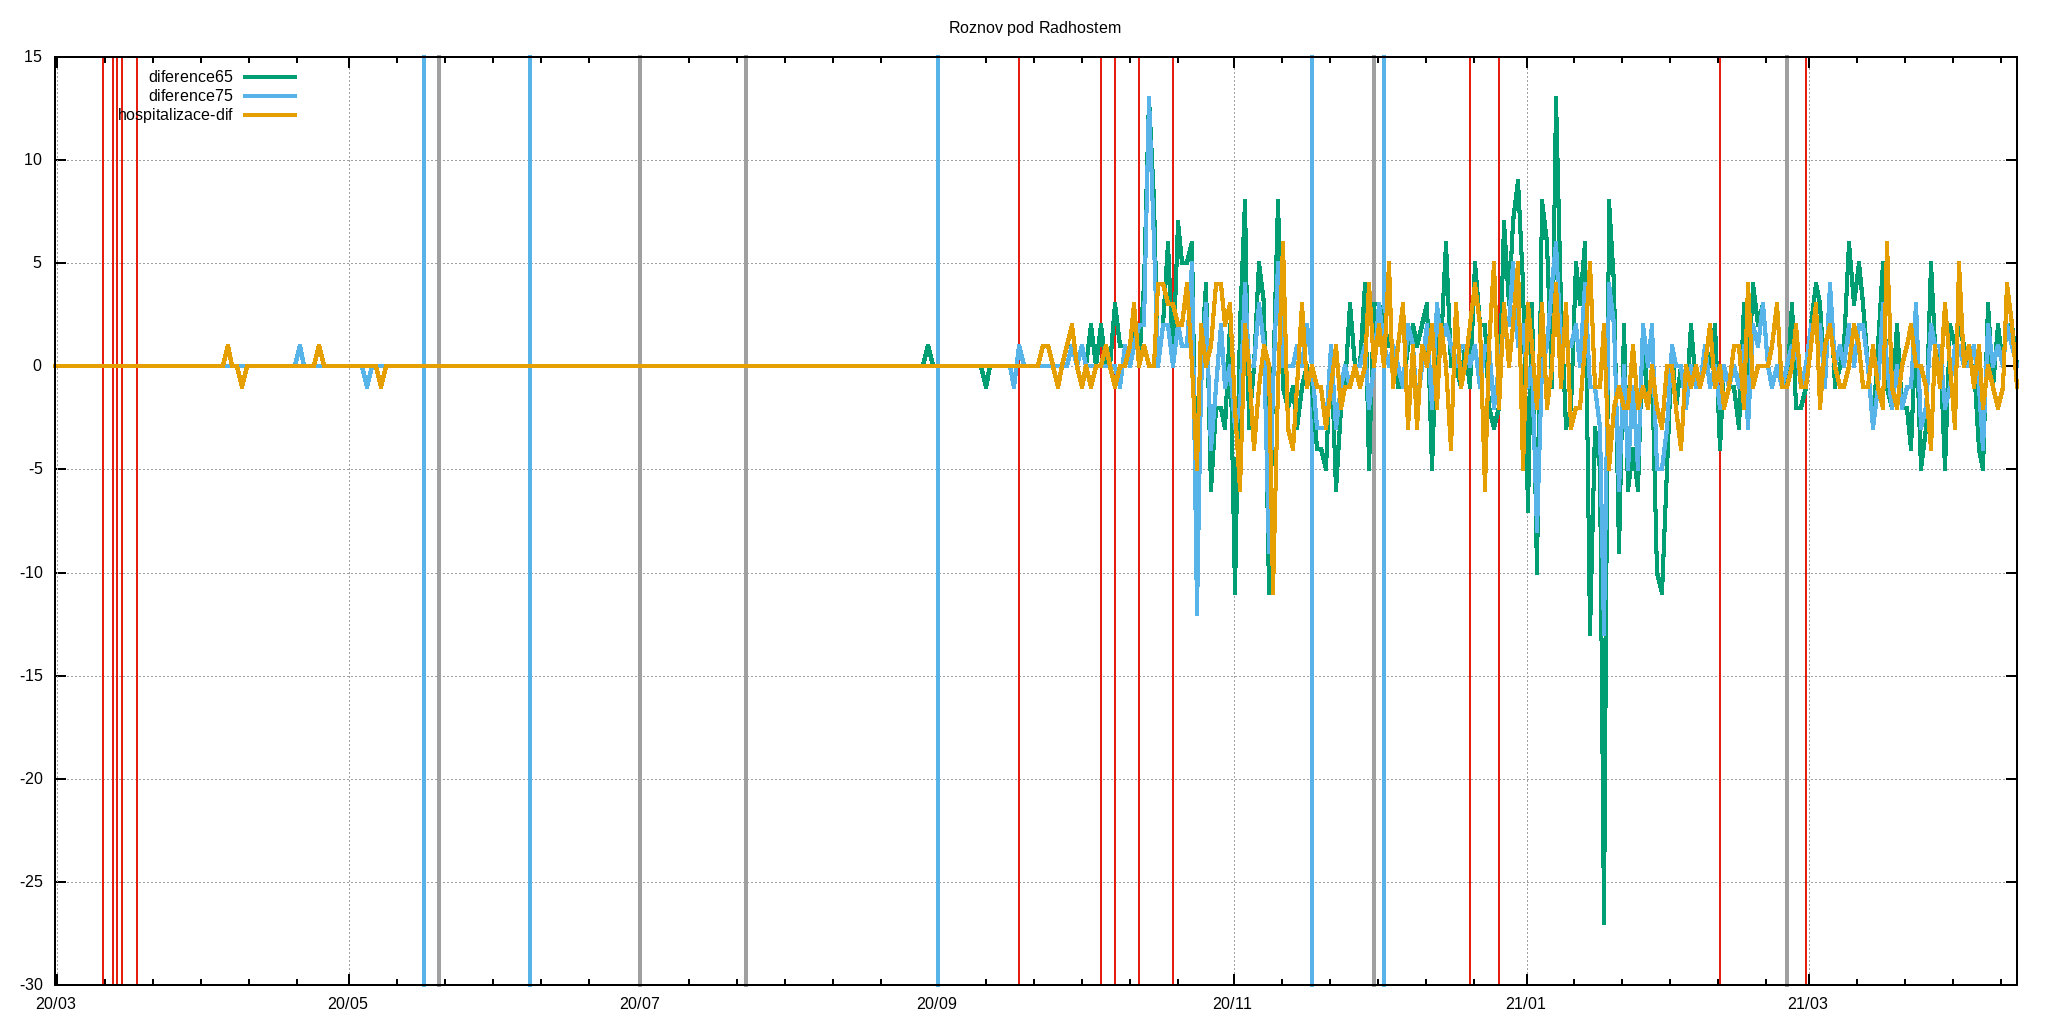 Roznov pod Radhostem
15
diference65
diference75
hospitalizace-dif
10
5
0
-5
-10
-15
-20
-25
-30
20/03 20/05 20/07 20/09 20/11 21/01 21/03